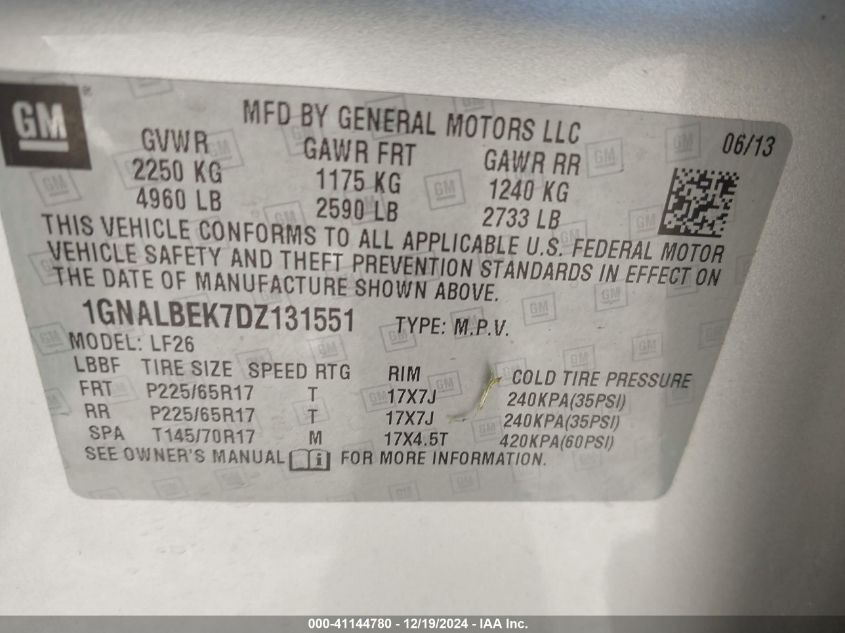 GM
MFD BY GENERAL MOTORS LLC
06/13
GVWR GAWR FRT GAWR RR
2250 KG 1175 KG 1240 KG
4960 LB 2590 LB 2733 LB
THIS VEHICLE CONFORMS TO ALL APPLICABLE U.S. FEDERAL MOTOR
VEHICLE SAFETY AND THEFT PREVENTION STANDARDS IN EFFECT ON
THE DATE OF MANUFACTURE SHOWN ABOVE.
1GNALBEK7DZ131551 TYPE: M.P.V.
MODEL: LF26
LBBF TIRE SIZE SPEED RTG RIM COLD TIRE PRESSURE
FRT P225/65R17 T 17X7J 240KPA(35PSI)
RR P225/65R17 T 17X7J 240KPA(35PSI)
SPA T145/70R17 M 17X4.5T 420KPA(60PSI)
SEE OWNER'S MANUAL FOR MORE INFORMATION.
000-41144780 - 12/19/2024 - IAA Inc.